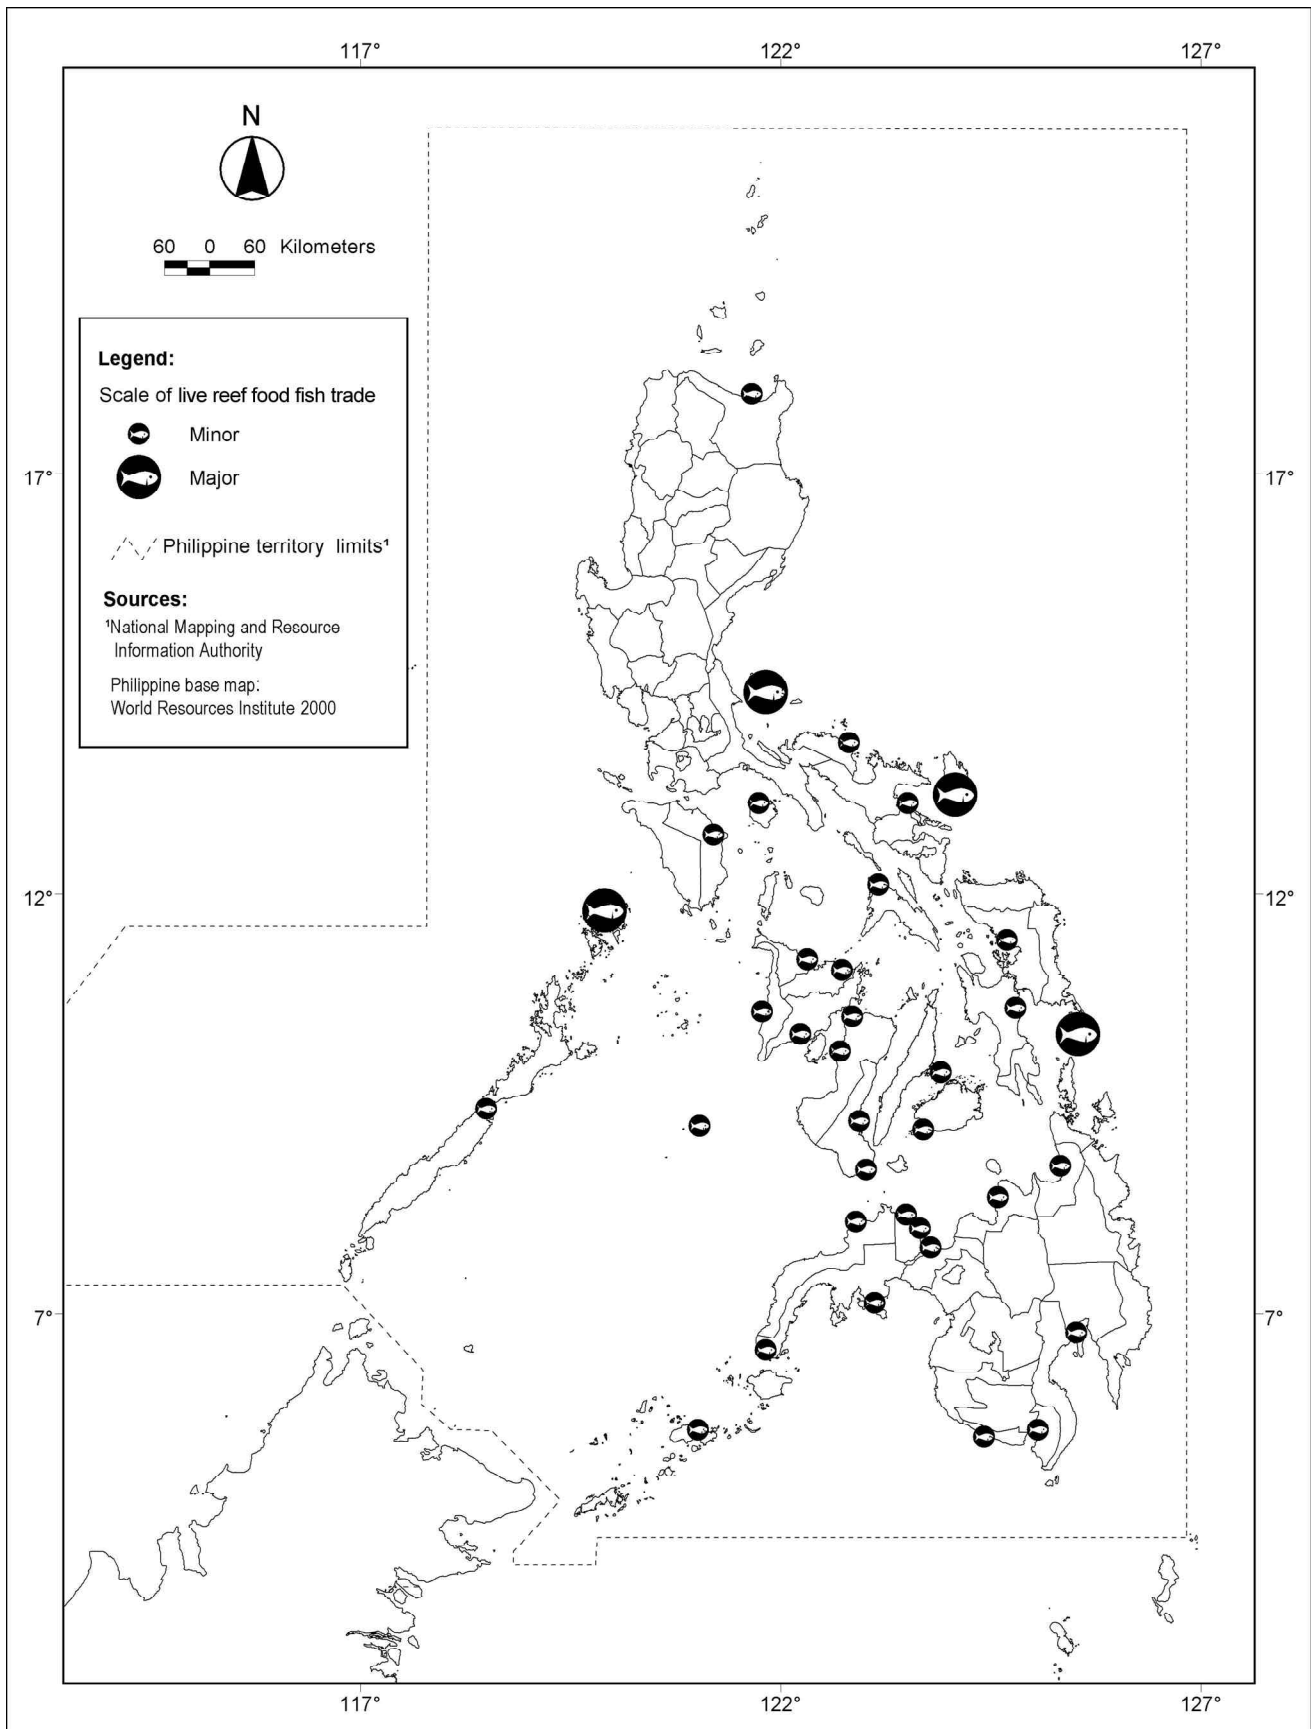 117° 122° 127°
N
60 0 60 Kilometers
Legend:
Scale of live reef food fish trade
Minor
Major
17° 17°
Philippine territory limits¹
Sources:
¹National Mapping and Resource
Information Authority
Philippine base map:
World Resources Institute 2000
12° 12°
7° 7°
117° 122° 127°